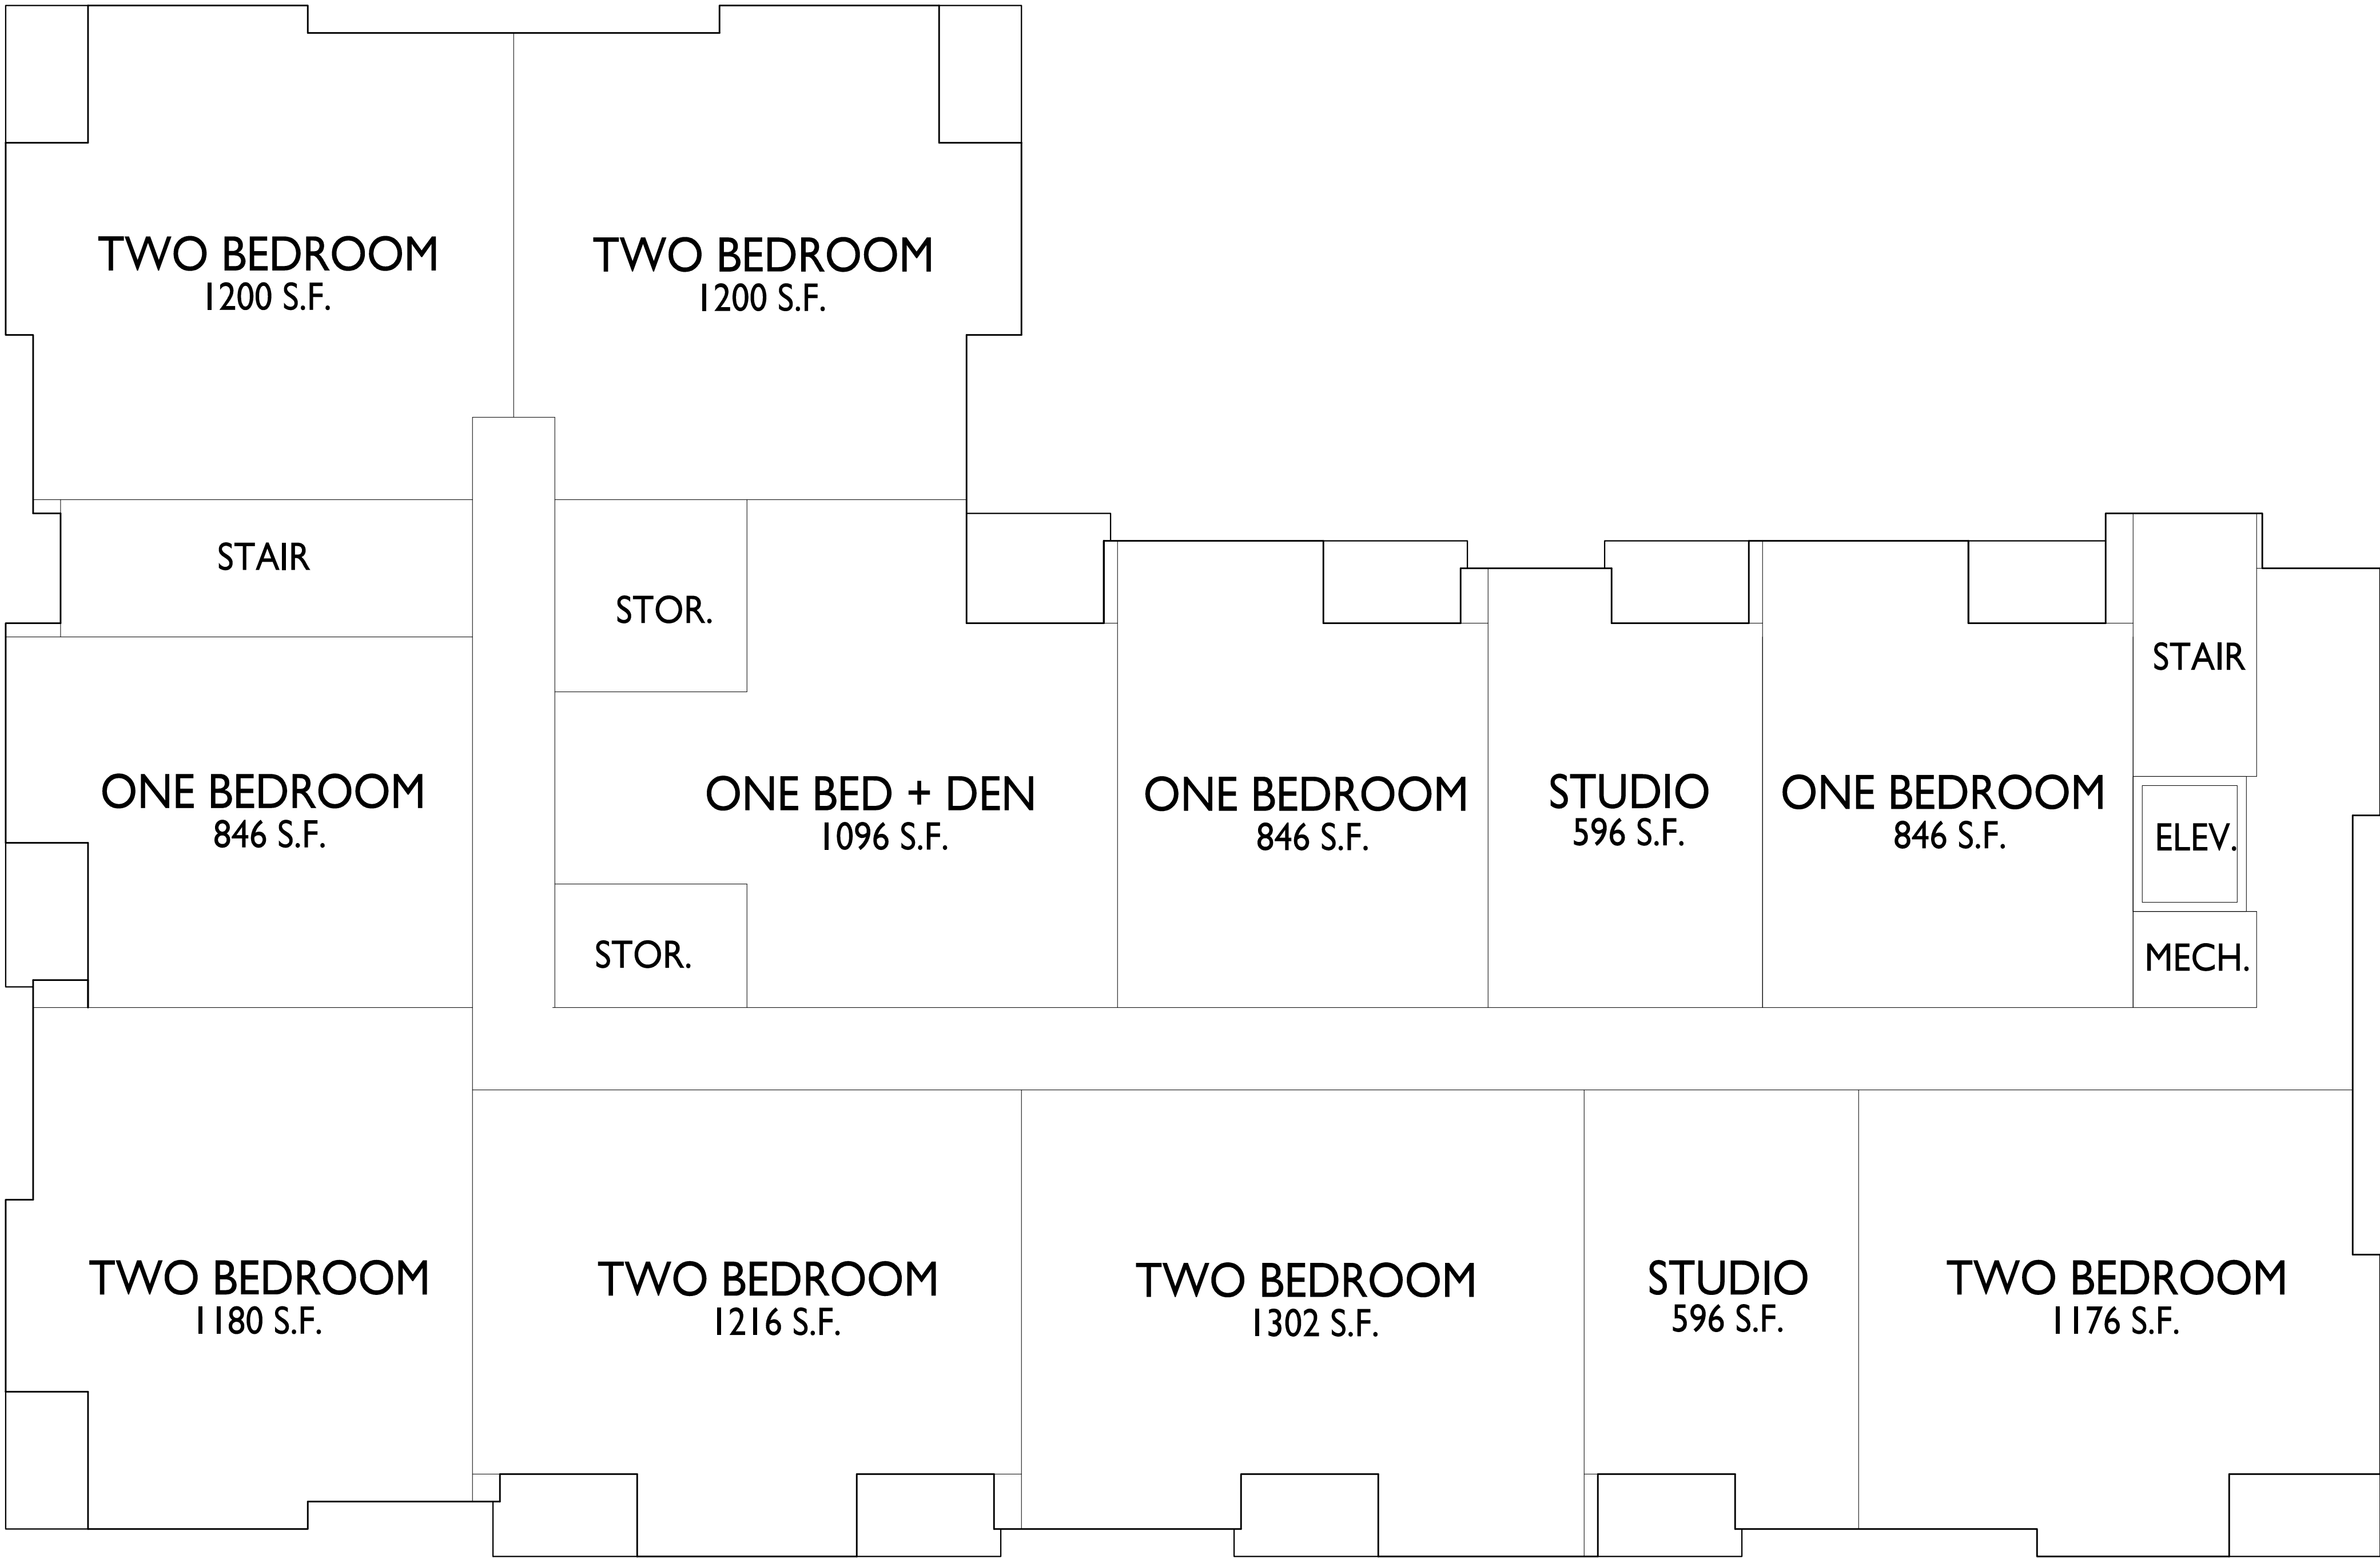 TWO BEDROOM
1200 S.F.
TWO BEDROOM
1200 S.F.
STAIR
STOR.
STAIR
ONE BEDROOM
846 S.F.
ONE BED + DEN
1096 S.F.
ONE BEDROOM
846 S.F.
STUDIO
596 S.F.
ONE BEDROOM
846 S.F.
ELEV.
STOR.
MECH.
TWO BEDROOM
1180 S.F.
TWO BEDROOM
1216 S.F.
TWO BEDROOM
1302 S.F.
STUDIO
596 S.F.
TWO BEDROOM
1176 S.F.